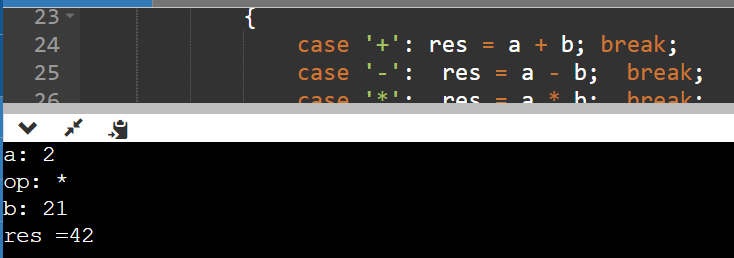 23 {
24 case '+': res = a + b; break;
25 case '-':  res = a - b;  break;
26 case '*':  res = a * b;  break;
a: 2
op: *
b: 21
res =42